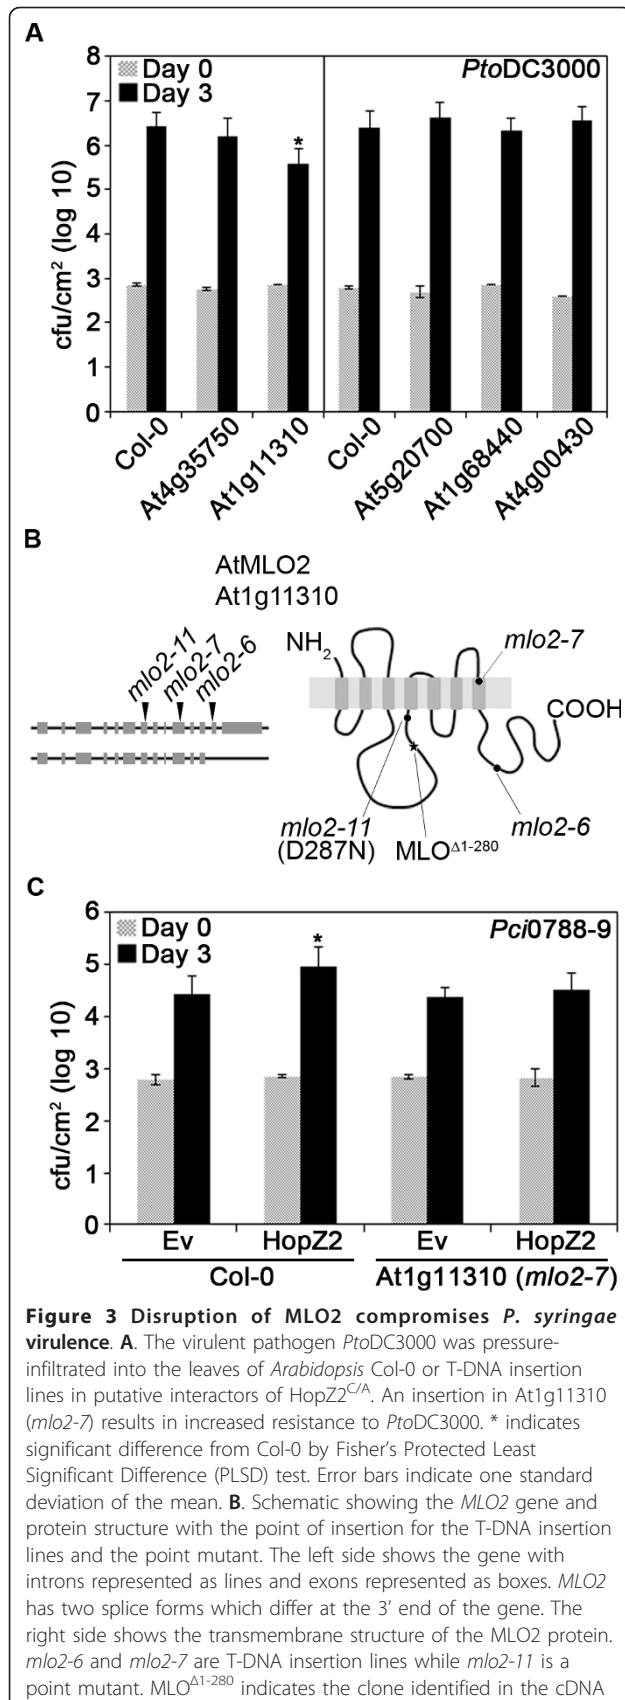 A
Day 0
Day 3
PtoDC3000
*
8
7
6
5
4
3
2
1
0
cfu/cm² (log 10)
Col-0
At4g35750
At1g11310
Col-0
At5g20700
At1g68440
At4g00430
B
AtMLO2
At1g11310
mlo2-11
mlo2-7
mlo2-6
NH₂
mlo2-7
COOH
mlo2-11
(D287N)
MLO^Δ1-280
mlo2-6
C
Day 0
Day 3
Pci0788-9
*
6
5
4
3
2
1
0
cfu/cm² (log 10)
Ev HopZ2 Ev HopZ2
Col-0 At1g11310 (mlo2-7)
Figure 3 Disruption of MLO2 compromises P. syringae
virulence. A. The virulent pathogen PtoDC3000 was pressure-
infiltrated into the leaves of Arabidopsis Col-0 or T-DNA insertion
lines in putative interactors of HopZ2^C/A. An insertion in At1g11310
(mlo2-7) results in increased resistance to PtoDC3000. * indicates
significant difference from Col-0 by Fisher's Protected Least
Significant Difference (PLSD) test. Error bars indicate one standard
deviation of the mean. B. Schematic showing the MLO2 gene and
protein structure with the point of insertion for the T-DNA insertion
lines and the point mutant. The left side shows the gene with
introns represented as lines and exons represented as boxes. MLO2
has two splice forms which differ at the 3' end of the gene. The
right side shows the transmembrane structure of the MLO2 protein.
mlo2-6 and mlo2-7 are T-DNA insertion lines while mlo2-11 is a
point mutant. MLO^Δ1-280 indicates the clone identified in the cDNA